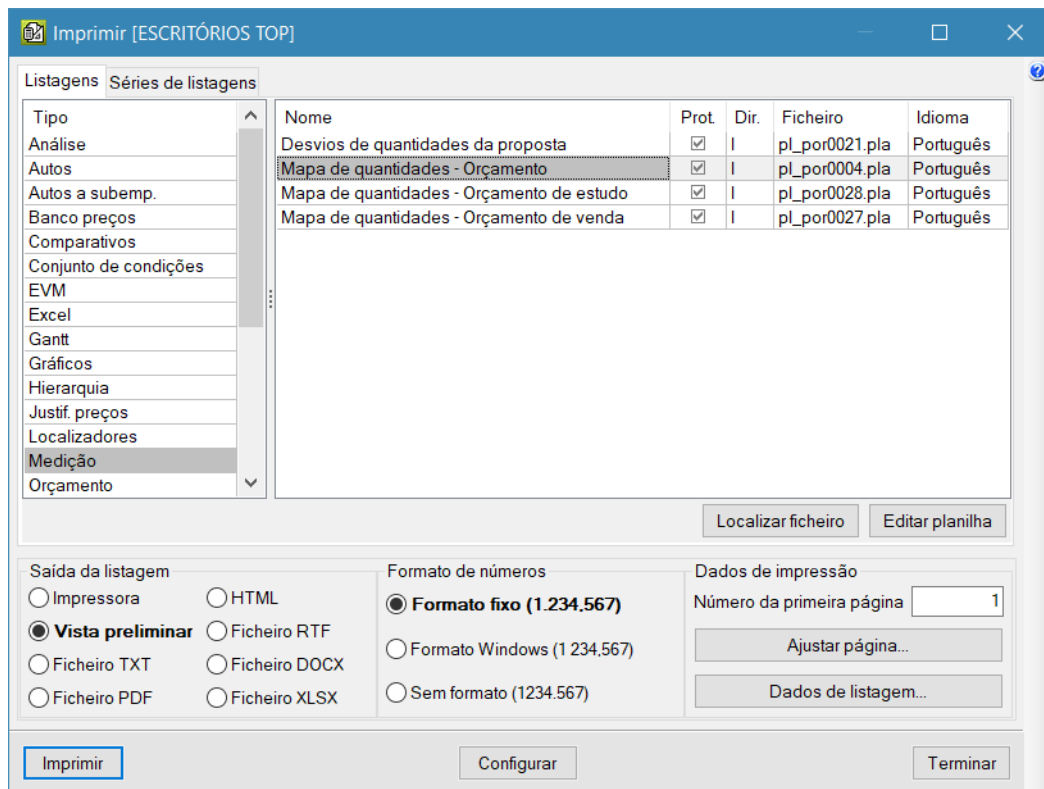 Imprimir [ESCRITÓRIOS TOP]
Listagens Séries de listagens
Tipo
Análise
Autos
Autos a subemp.
Banco preços
Comparativos
Conjunto de condições
EVM
Excel
Gantt
Gráficos
Hierarquia
Justif. preços
Localizadores
Medição
Orçamento
Nome Prot. Dir. Ficheiro Idioma
Desvios de quantidades da proposta I pl_por0021.pla Português
Mapa de quantidades - Orçamento I pl_por0004.pla Português
Mapa de quantidades - Orçamento de estudo I pl_por0028.pla Português
Mapa de quantidades - Orçamento de venda I pl_por0027.pla Português
Localizar ficheiro Editar planilha
Saída da listagem
Impressora HTML
Vista preliminar Ficheiro RTF
Ficheiro TXT Ficheiro DOCX
Ficheiro PDF Ficheiro XLSX
Formato de números
Formato fixo (1.234,567)
Formato Windows (1 234,567)
Sem formato (1234.567)
Dados de impressão
Número da primeira página 1
Ajustar página...
Dados de listagem...
Imprimir Configurar Terminar